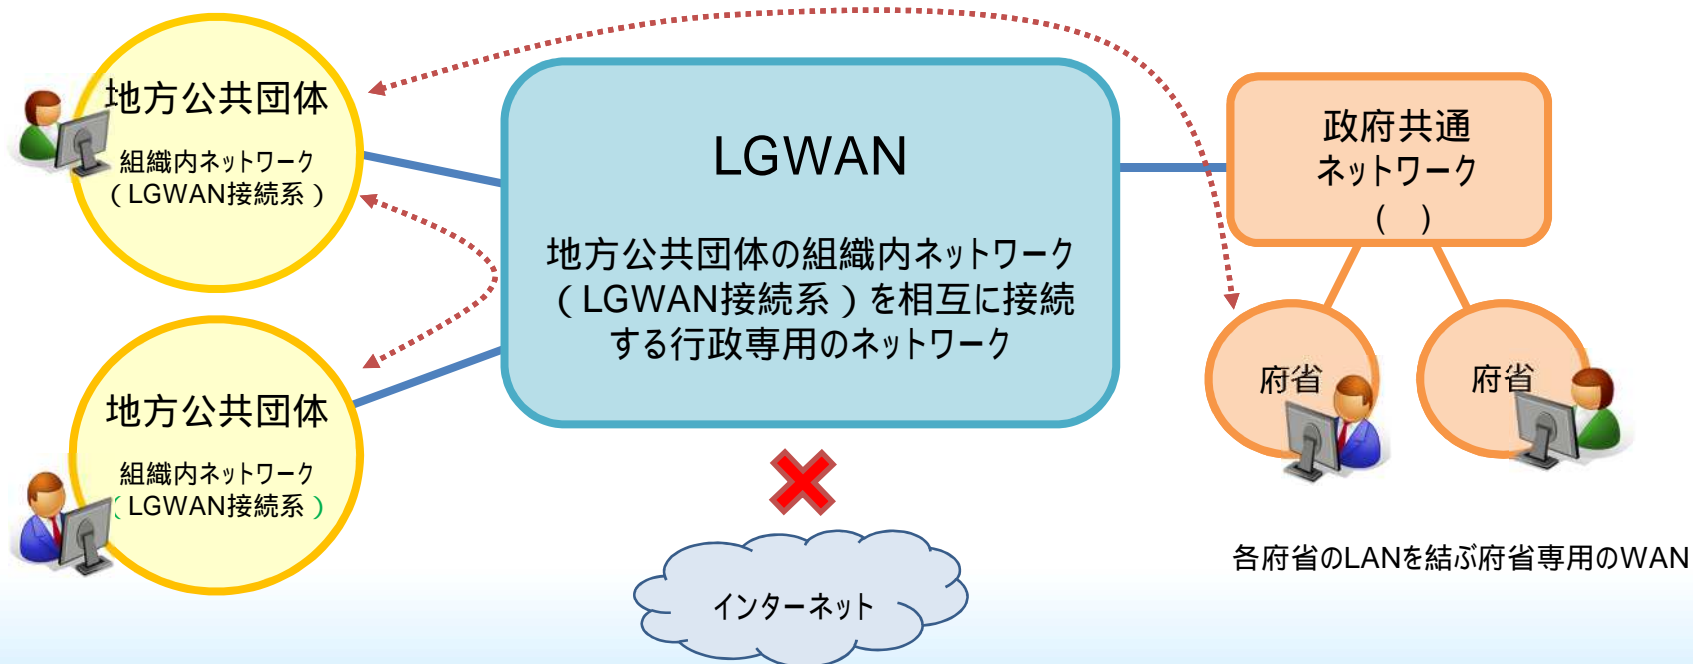 地方公共団体
組織内ネットワーク
（LGWAN接続系）
地方公共団体
組織内ネットワーク
（LGWAN接続系）
LGWAN
地方公共団体の組織内ネットワーク
（LGWAN接続系）を相互に接続
する行政専用のネットワーク
インターネット
政府共通
ネットワーク
（　）
府省
府省
各府省のLANを結ぶ府省専用のWAN